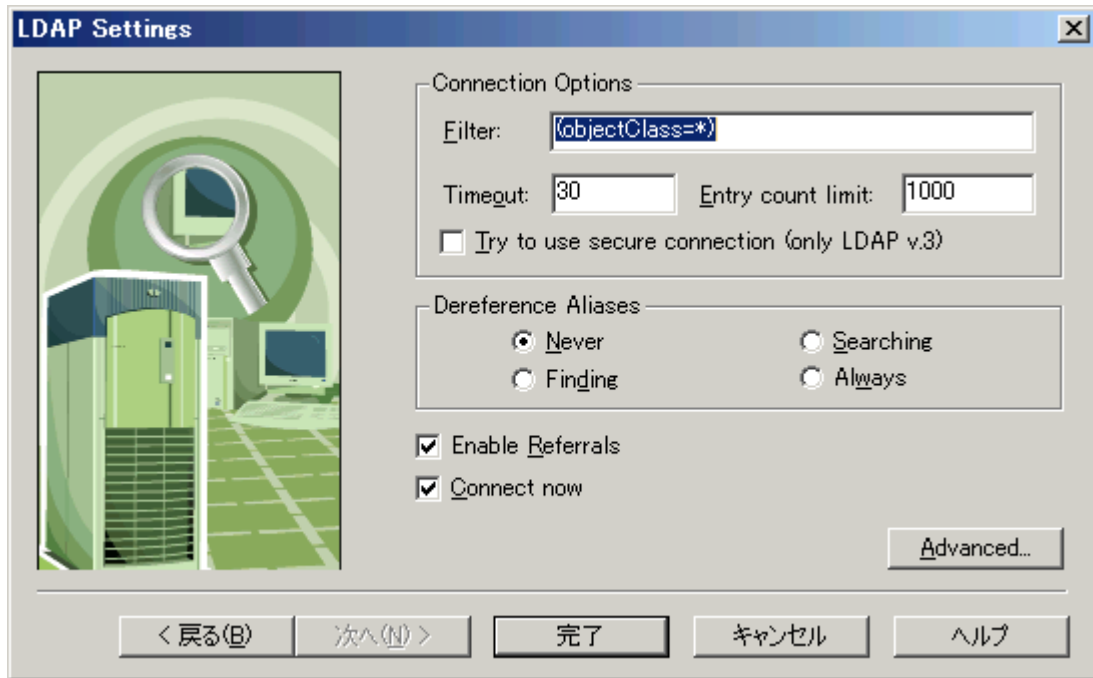 LDAP Settings
Connection Options
Filter: (objectClass=*)
Timeout: 30 Entry count limit: 1000
Try to use secure connection (only LDAP v.3)
Dereference Aliases
Never Searching
Finding Always
Enable Referrals
Connect now
Advanced...
< 戻る(B) 次へ(N) > 完了 キャンセル ヘルプ